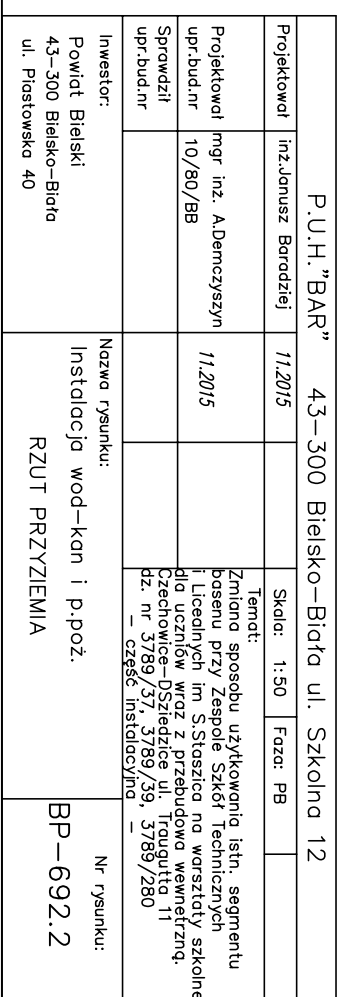 P.U.H."BAR" 43-300 Bielsko-Biała ul. Szkolna 12
Projektował inż.Janusz Baradziej 11.2015 Skala: 1:50 Faza: PB
Projektował mgr inż. A.Demczyszyn 11.2015
upr.bud.nr 10/80/BB
Sprawdził
upr.bud.nr
Temat:
Zmiana sposobu użytkowania istn. segmentu
basenu przy Zespole Szkół Technicznych
i Licealnych im S.Staszica na warsztaty szkolne
dla uczniów wraz z przebudowa wewnetrzną.
Czechowice-DSziedzice ul. Traugutta 11
dz. nr 3789/37, 3789/39, 3789/280
- część instalacyjna -
Inwestor:
Powiat Bielski
43-300 Bielsko-Biała
ul. Piastowska 40
Nazwa rysunku:
Instalacja wod-kan i p.poż.
RZUT PRZYZIEMIA
Nr rysunku:
BP-692.2